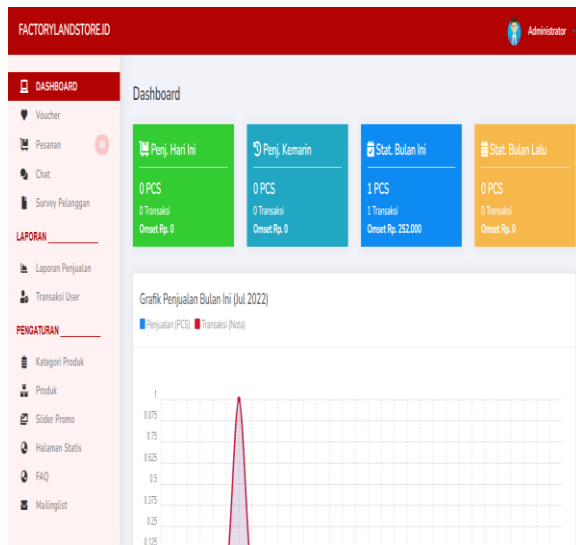 FACTORYLANDSTORE.ID
Administrator
DASHBOARD
Voucher
Pesanan
Chat
Survey Pelanggan
LAPORAN
Laporan Penjualan
Transaksi User
PENGATURAN
Kategori Produk
Produk
Slider Promo
Halaman Statis
FAQ
Mailinglist
Dashboard
Penj. Hari Ini
0 PCS
0 Transaksi
Omset Rp. 0
Penj. Kemarin
0 PCS
0 Transaksi
Omset Rp. 0
Stat. Bulan Ini
1 PCS
1 Transaksi
Omset Rp. 252.000
Stat. Bulan Lalu
0 PCS
0 Transaksi
Omset Rp. 0
Grafik Penjualan Bulan Ini (Jul 2022)
Penjualan (PCS) Transaksi (Nota)
1
0.875
0.75
0.625
0.5
0.375
0.25
0.125